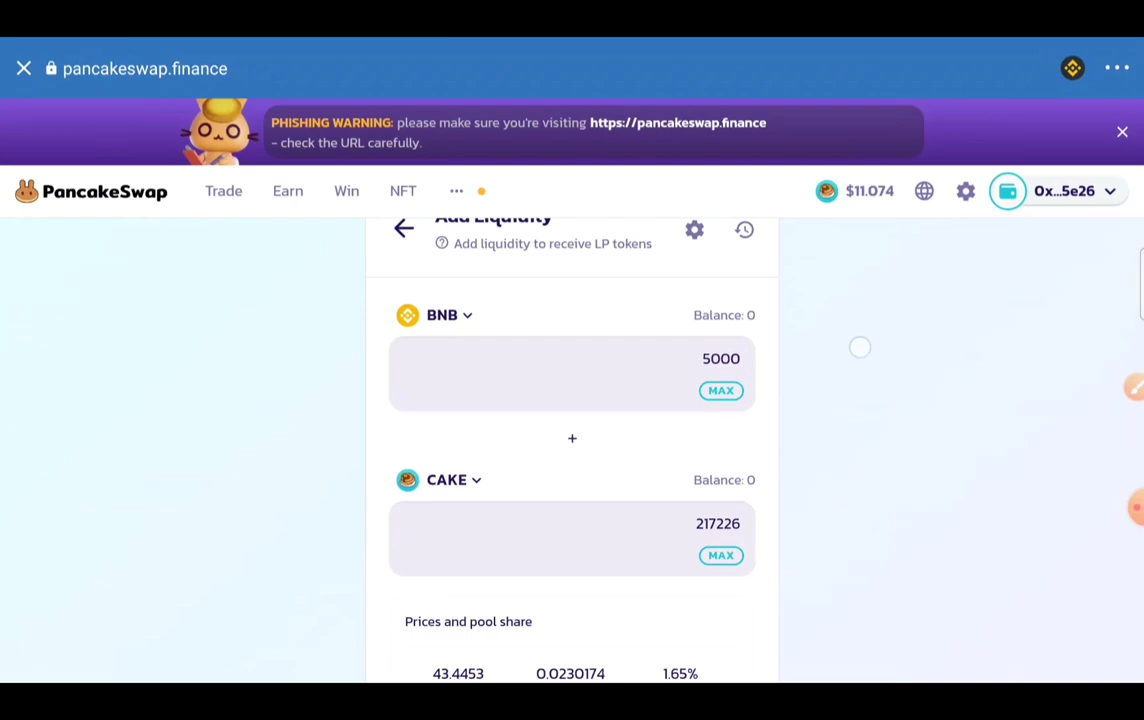 pancakeswap.finance
PHISHING WARNING: please make sure you're visiting https://pancakeswap.finance
- check the URL carefully.
PancakeSwap Trade Earn Win NFT $11.074 0x...5e26
Add Liquidity
Add liquidity to receive LP tokens
BNB Balance: 0
5000
MAX
+
CAKE Balance: 0
217226
MAX
Prices and pool share
43.4453 0.0230174 1.65%